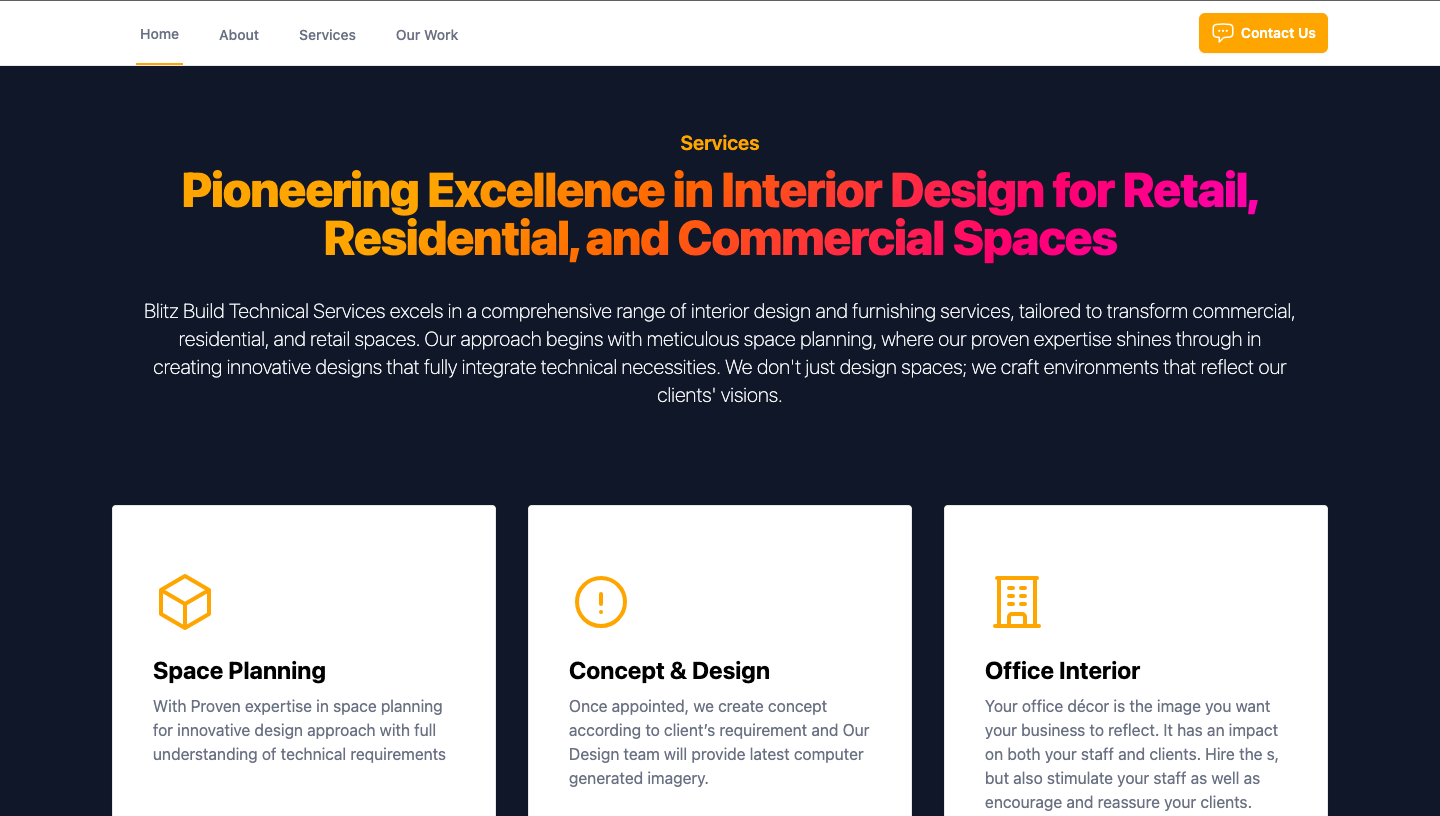 Home
About
Services
Our Work
Contact Us
Services
Pioneering Excellence in Interior Design for Retail,
Residential, and Commercial Spaces
Blitz Build Technical Services excels in a comprehensive range of interior design and furnishing services, tailored to transform commercial,
residential, and retail spaces. Our approach begins with meticulous space planning, where our proven expertise shines through in
creating innovative designs that fully integrate technical necessities. We don't just design spaces; we craft environments that reflect our
clients' visions.
Space Planning
With Proven expertise in space planning
for innovative design approach with full
understanding of technical requirements
Concept & Design
Once appointed, we create concept
according to client’s requirement and Our
Design team will provide latest computer
generated imagery.
Office Interior
Your office décor is the image you want
your business to reflect. It has an impact
on both your staff and clients. Hire the s,
but also stimulate your staff as well as
encourage and reassure your clients.